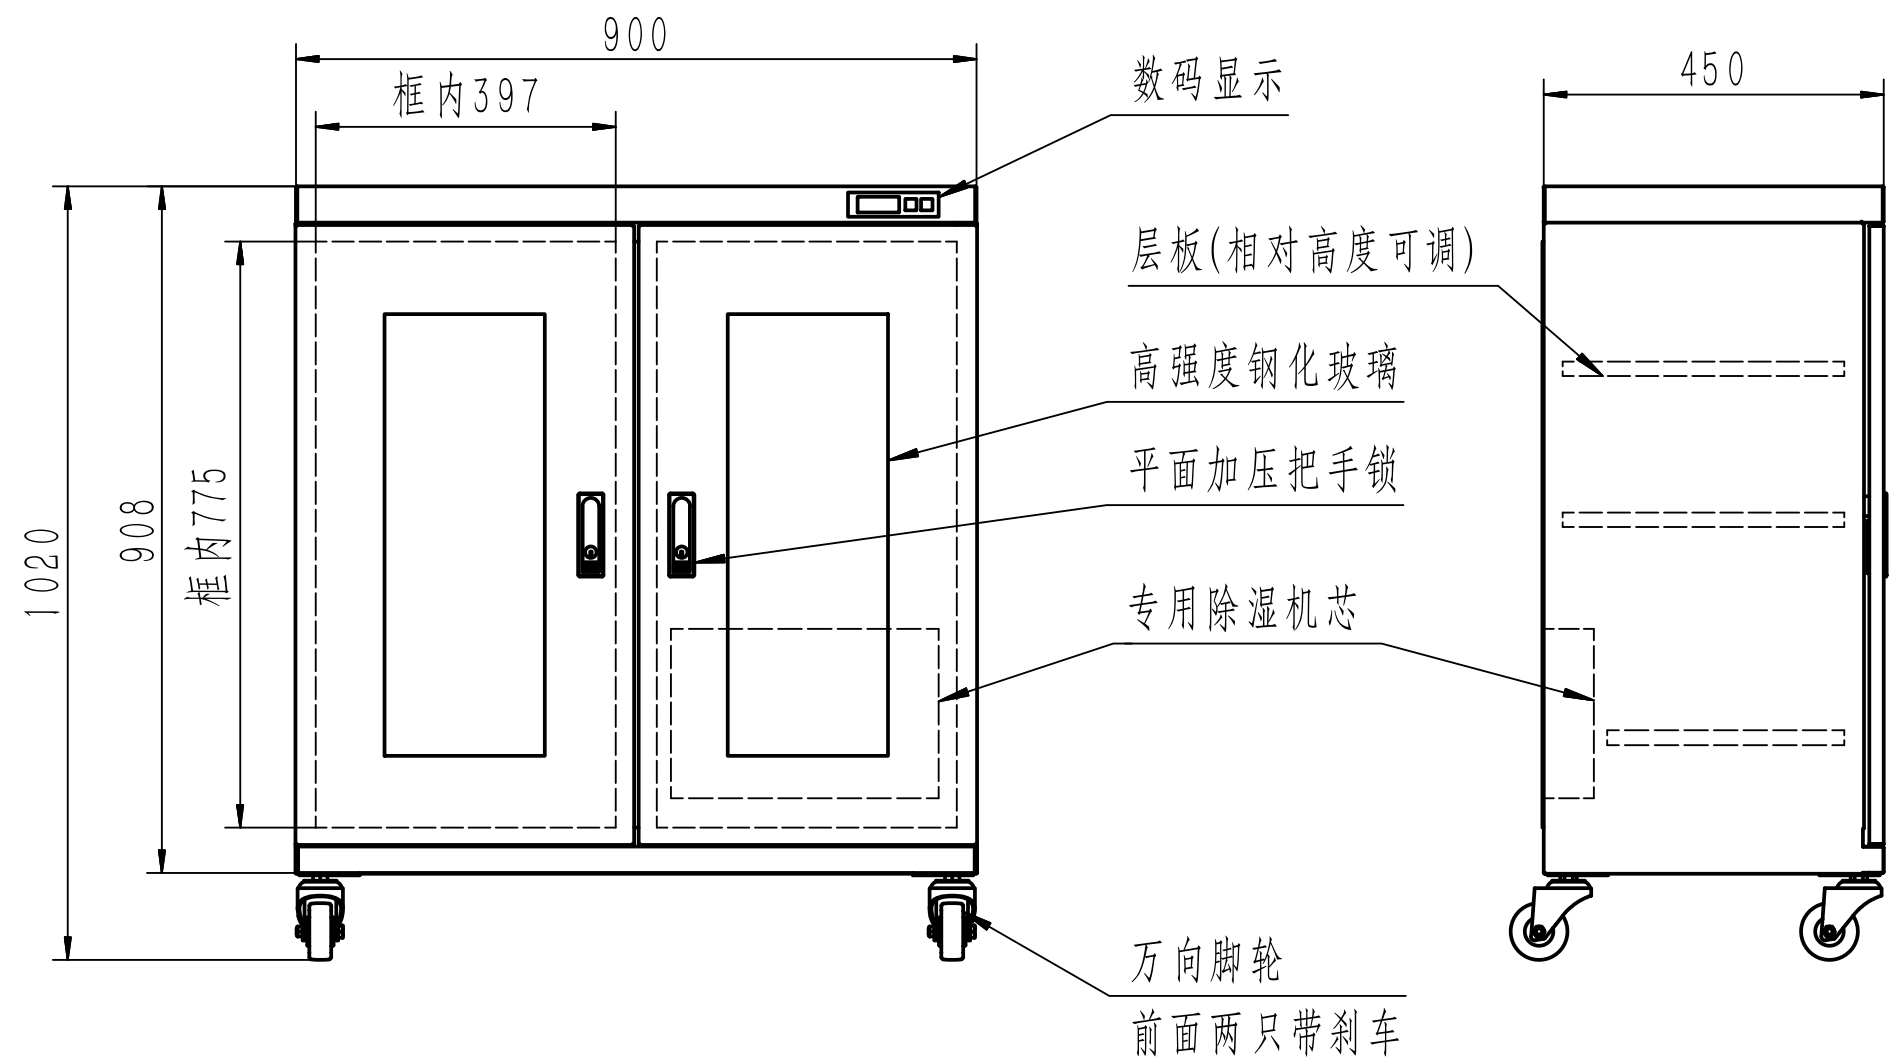 900
450
框内397
数码显示
层板(相对高度可调)
高强度钢化玻璃
平面加压把手锁
框内775
908
1020
专用除湿机芯
万向脚轮
前面两只带刹车